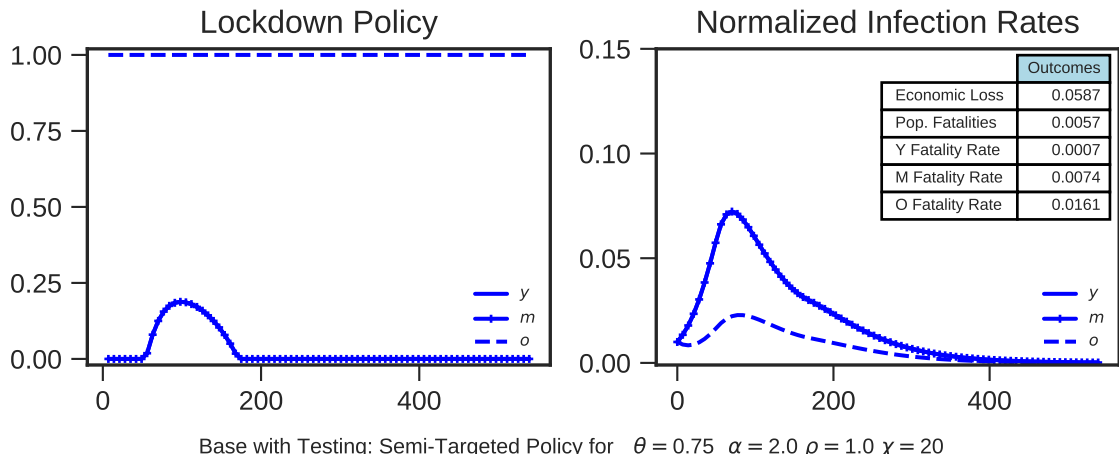 Lockdown Policy
1.00
0.75
0.50
0.25
0.00
0
200
400
y
m
o
Normalized Infection Rates
0.15
0.10
0.05
0.00
0
200
400
Outcomes
Economic Loss 0.0587
Pop. Fatalities 0.0057
Y Fatality Rate 0.0007
M Fatality Rate 0.0074
O Fatality Rate 0.0161
y
m
o
Base with Testing: Semi-Targeted Policy for θ = 0.75 α = 2.0 ρ = 1.0 χ = 20